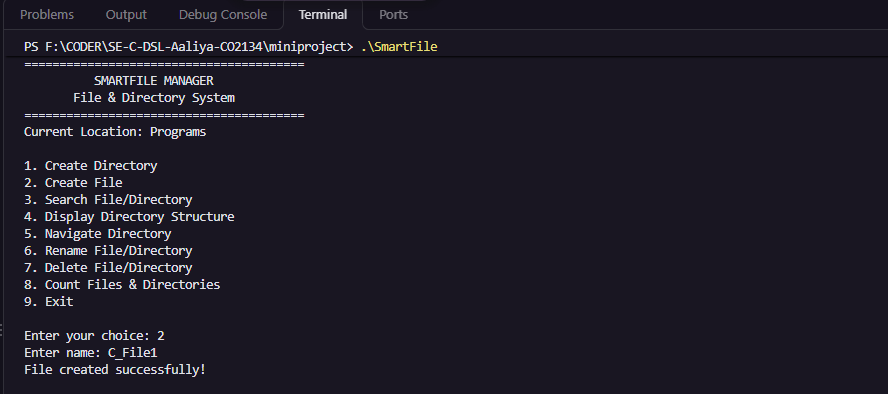 Problems Output Debug Console Terminal Ports
PS F:\CODER\SE-C-DSL-Aaliya-CO2134\miniproject> .\SmartFile
========================================
SMARTFILE MANAGER
File & Directory System
========================================
Current Location: Programs
1. Create Directory
2. Create File
3. Search File/Directory
4. Display Directory Structure
5. Navigate Directory
6. Rename File/Directory
7. Delete File/Directory
8. Count Files & Directories
9. Exit
Enter your choice: 2
Enter name: C_File1
File created successfully!